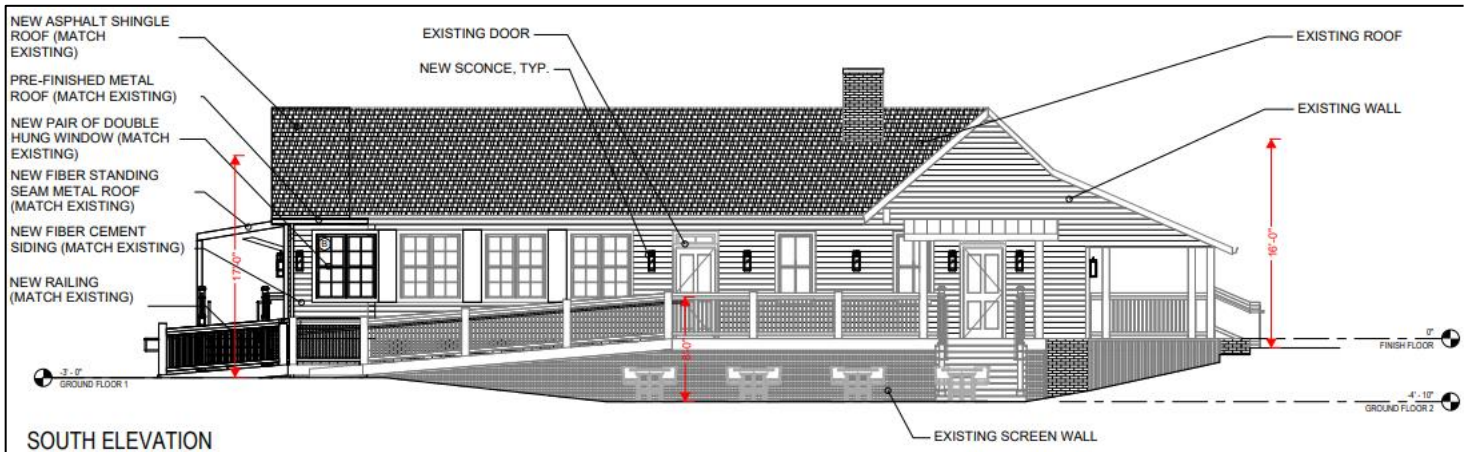 NEW ASPHALT SHINGLE
ROOF (MATCH
EXISTING)
PRE-FINISHED METAL
ROOF (MATCH EXISTING)
NEW PAIR OF DOUBLE
HUNG WINDOW (MATCH
EXISTING)
NEW FIBER STANDING
SEAM METAL ROOF
(MATCH EXISTING)
NEW FIBER CEMENT
SIDING (MATCH EXISTING)
NEW RAILING
(MATCH EXISTING)
EXISTING DOOR
NEW SCONCE, TYP.
EXISTING ROOF
EXISTING WALL
B
17'-0"
8'-0"
16'-0"
0"
FINISH FLOOR
-3' - 0"
GROUND FLOOR 1
-4' - 10"
GROUND FLOOR 2
EXISTING SCREEN WALL
SOUTH ELEVATION